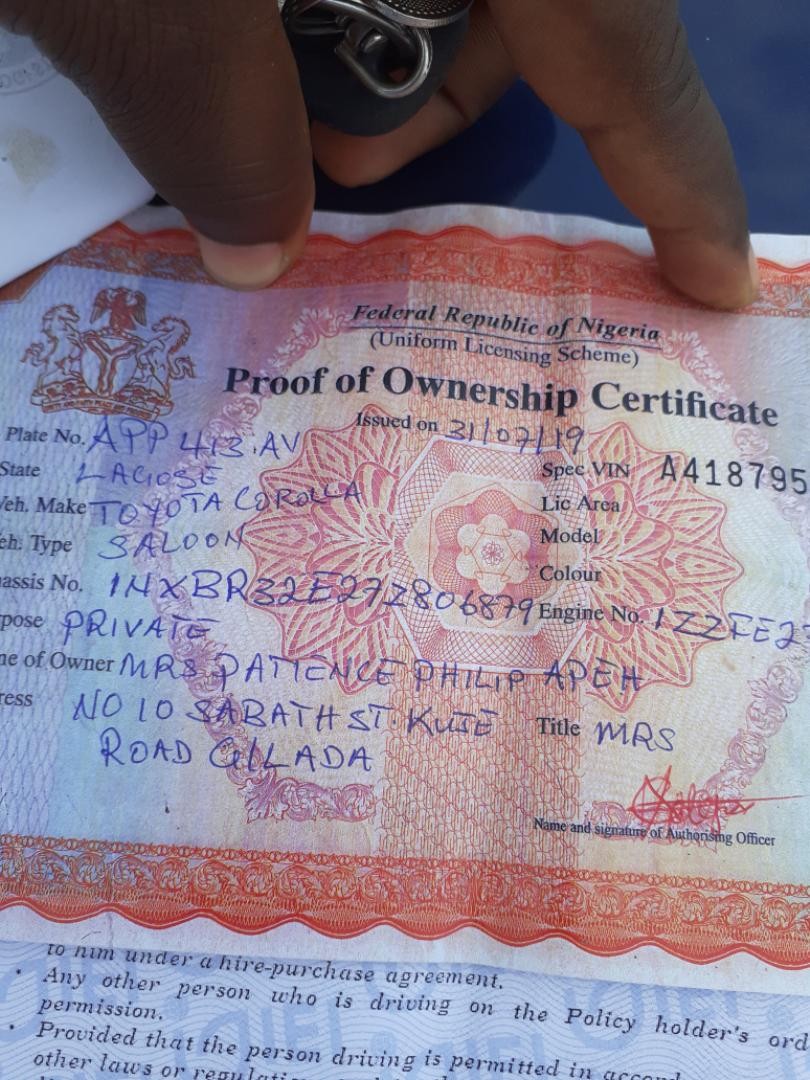 Federal Republic of Nigeria
(Uniform Licensing Scheme)
Proof of Ownership Certificate
Issued on 31/07/19
Plate No. APP 413.AV
Spec VIN A418795
State LAGOSE
Lic Area
Veh. Make TOYOTA COROLLA
Model
eh. Type SALOON
Colour
assis No. 1NXBR32E27Z806879
Engine No. 1ZZFE2
pose PRIVATE
ne of Owner MRS PATIENCE PHILIP APEH
ress NO 10 SABATH ST. KUJE
Title MRS
ROAD GILADA
Name and signature of Authorising Officer
to him under a hire-purchase agreement.
• Any other person who is driving on the Policy holder's ord
permission.
• Provided that the person driving is permitted in accord
other laws or regulati